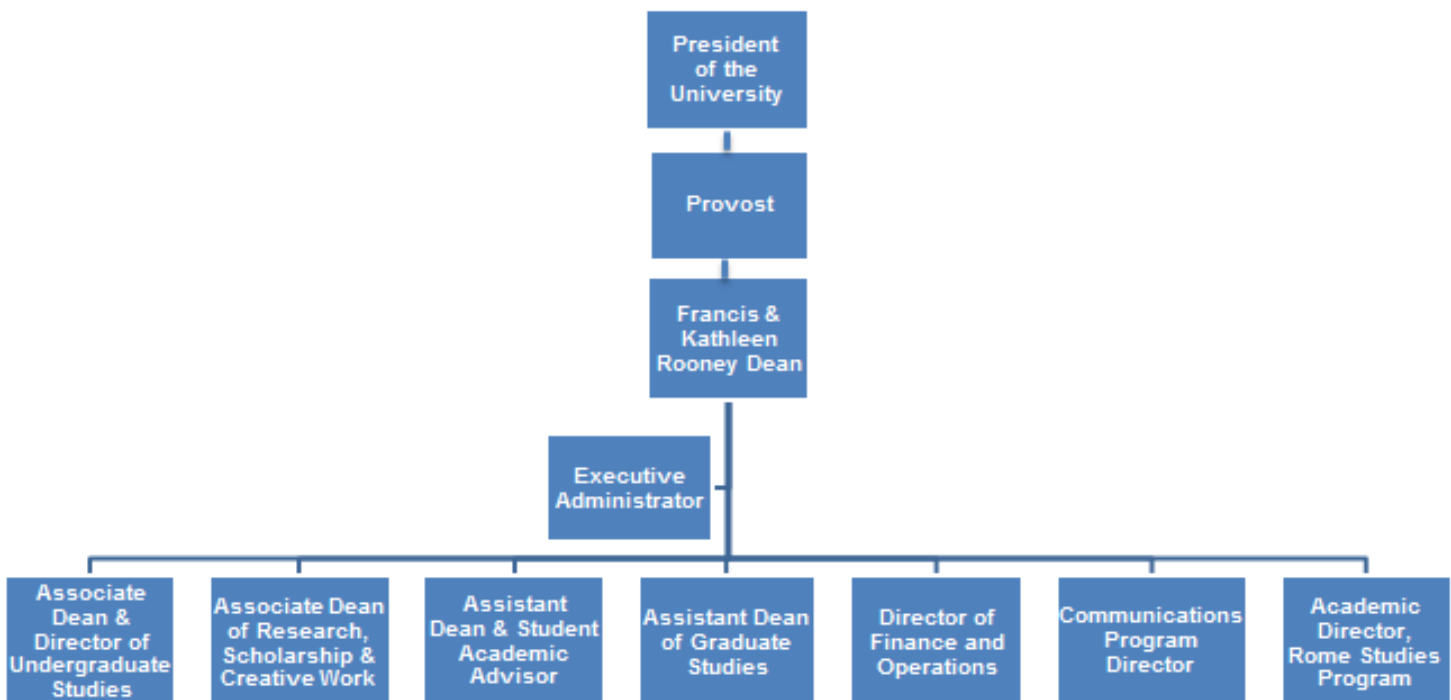 President
of the
University
Provost
Francis &
Kathleen
Rooney Dean
Executive
Administrator
Associate
Dean &
Director of
Undergraduate
Studies
Associate Dean
of Research,
Scholarship &
Creative Work
Assistant
Dean & Student
Academic
Advisor
Assistant Dean
of Graduate
Studies
Director of
Finance and
Operations
Communications
Program
Director
Academic
Director,
Rome Studies
Program